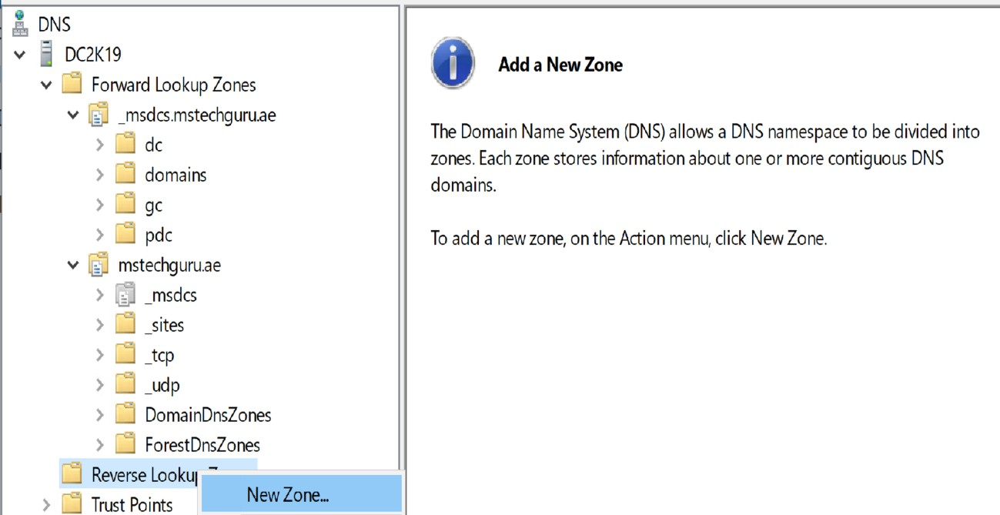 DNS
DC2K19
Forward Lookup Zones
_msdcs.mstechguru.ae
dc
domains
gc
pdc
mstechguru.ae
_msdcs
_sites
_tcp
_udp
DomainDnsZones
ForestDnsZones
Reverse Lookup
New Zone...
Trust Points
Add a New Zone
The Domain Name System (DNS) allows a DNS namespace to be divided into
zones. Each zone stores information about one or more contiguous DNS
domains.
To add a new zone, on the Action menu, click New Zone.